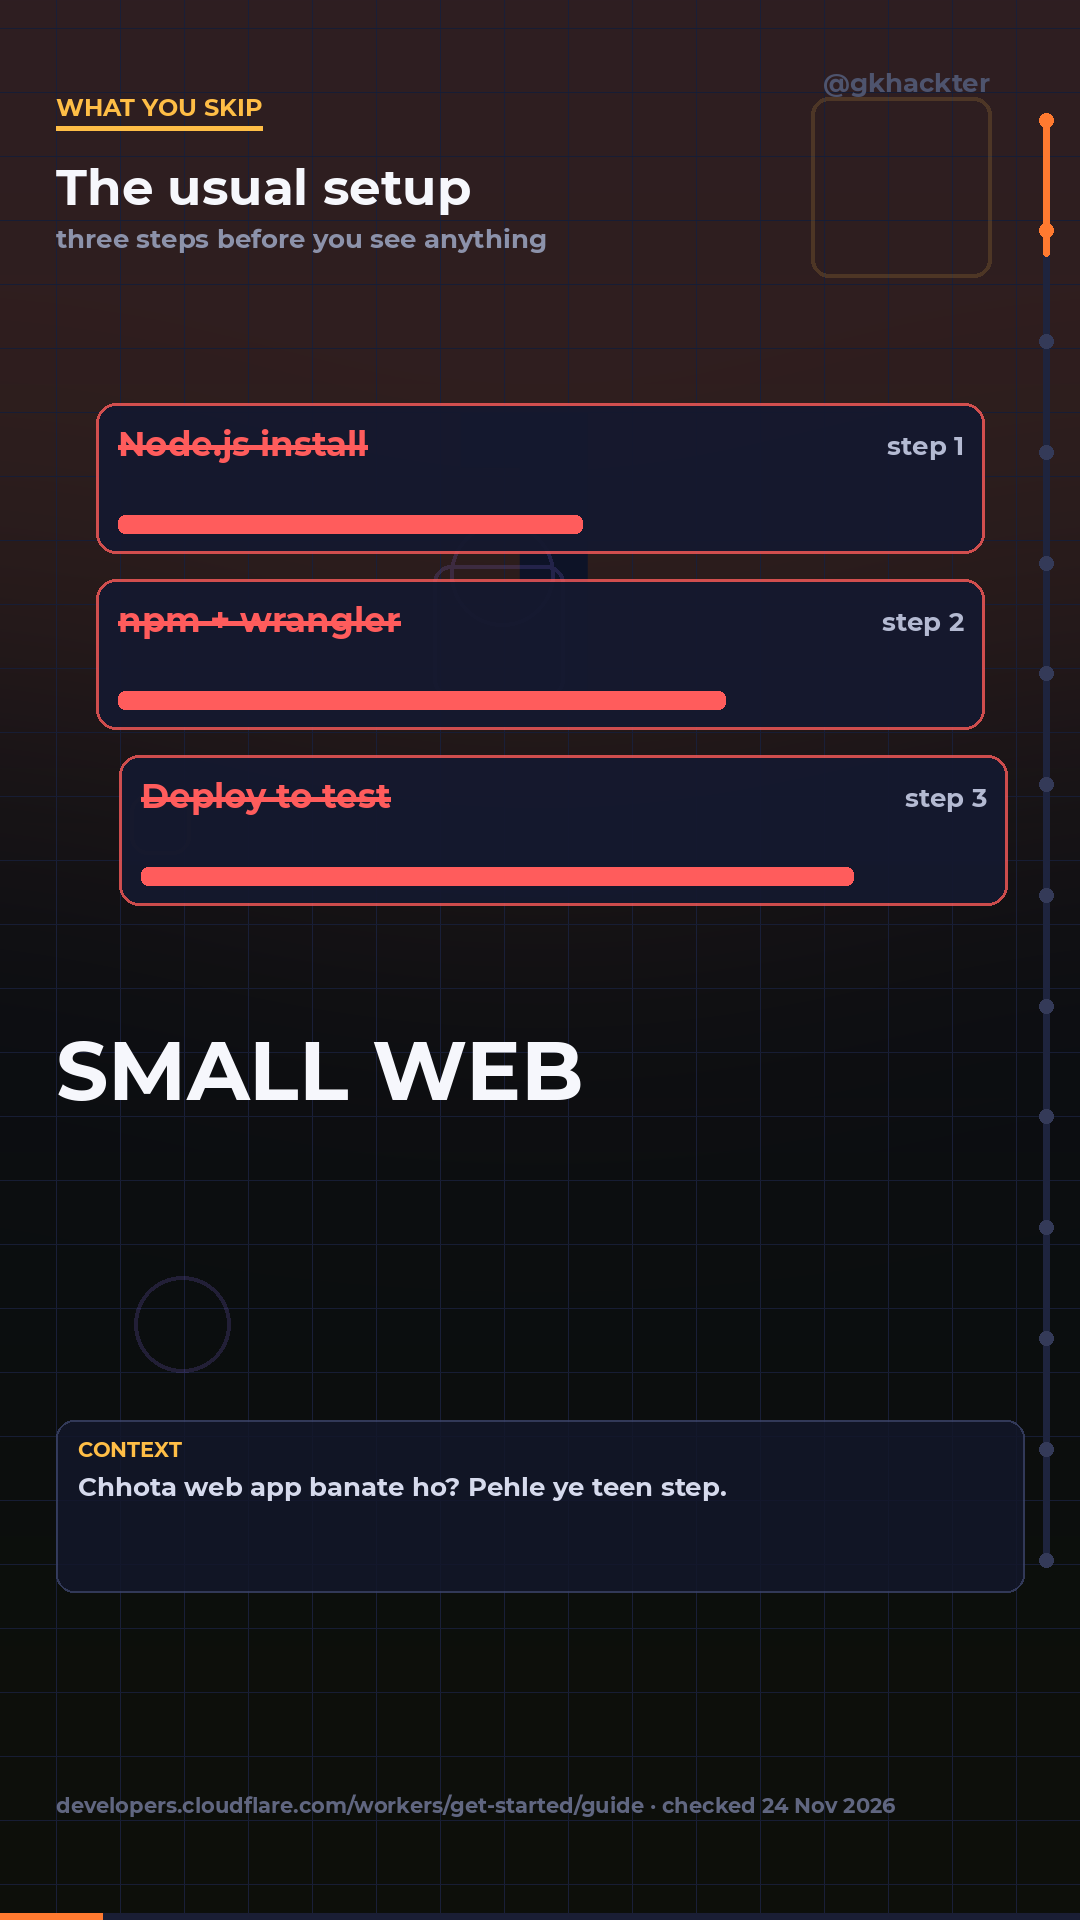 @gkhackter
WHAT YOU SKIP
The usual setup
three steps before you see anything
Node.js install
step 1
npm + wrangler
step 2
Deploy to test
step 3
SMALL WEB
CONTEXT
Chhota web app banate ho? Pehle ye teen step.
developers.cloudflare.com/workers/get-started/guide · checked 24 Nov 2026